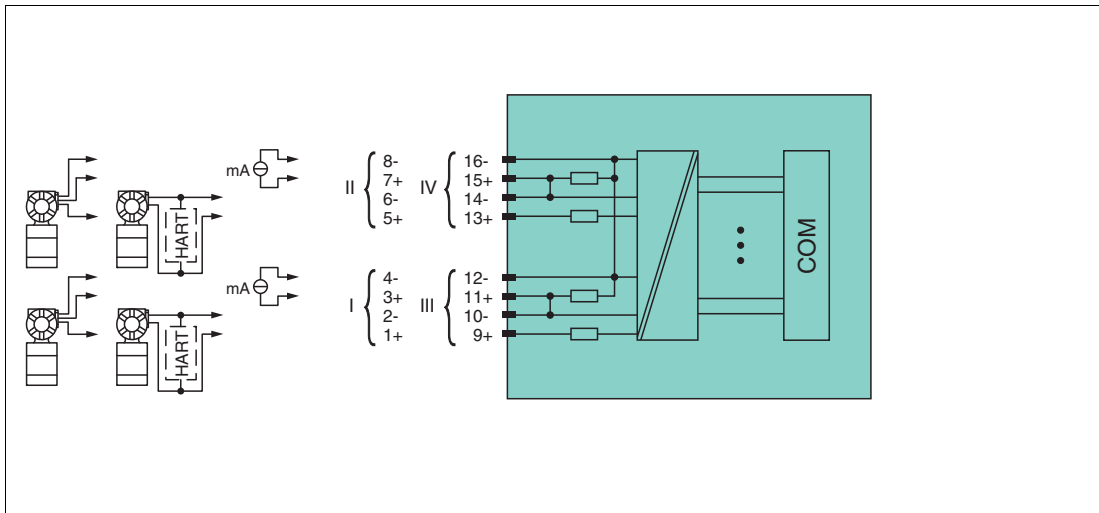 mA
8-
16-
II
7+
IV
15+
6-
14-
5+
13+
HART
mA
4-
12-
I
3+
III
11+
2-
10-
1+
9+
HART
COM